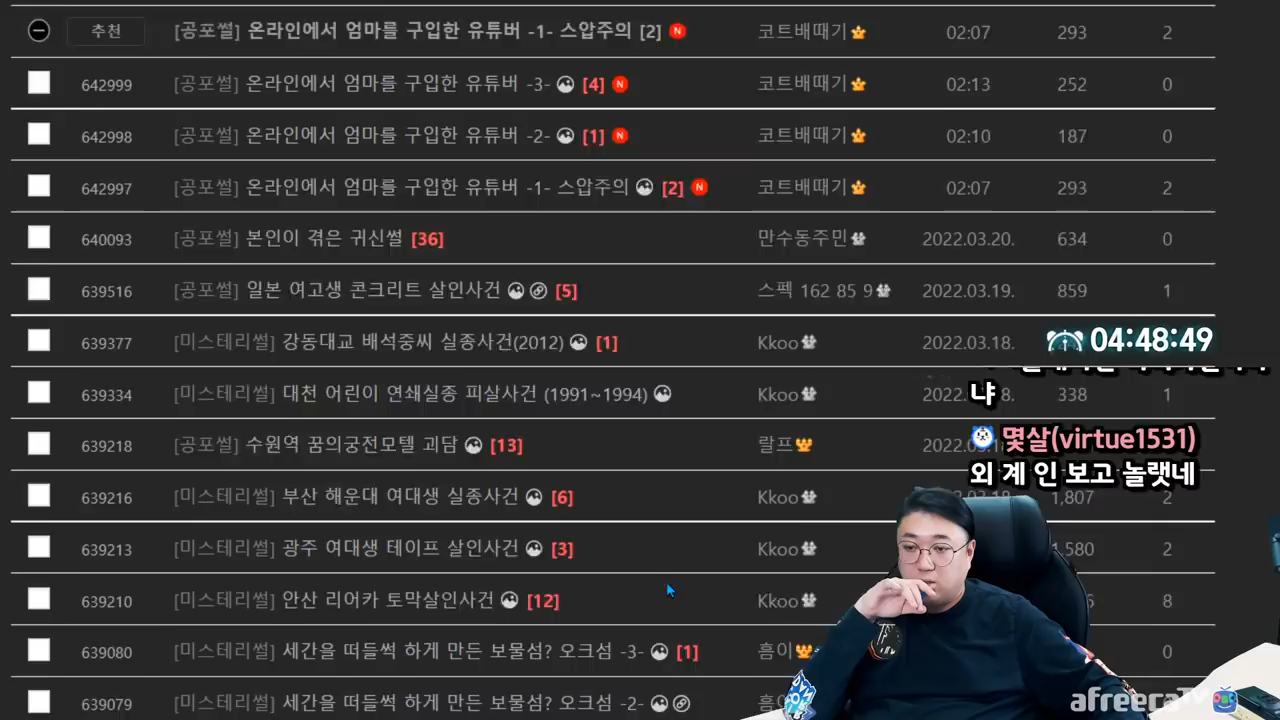 추천 [공포썰] 온라인에서 엄마를 구입한 유튜버 -1- 스압주의 [2] N 코트배때기 02:07 293 2
642999 [공포썰] 온라인에서 엄마를 구입한 유튜버 -3- [4] N 코트배때기 02:13 252 0
642998 [공포썰] 온라인에서 엄마를 구입한 유튜버 -2- [1] N 코트배때기 02:10 187 0
642997 [공포썰] 온라인에서 엄마를 구입한 유튜버 -1- 스압주의 [2] N 코트배때기 02:07 293 2
640093 [공포썰] 본인이 겪은 귀신썰 [36] 만수동주민 2022.03.20. 634 0
639516 [공포썰] 일본 여고생 콘크리트 살인사건 [5] 스펙 162 85 9 2022.03.19. 859 1
639377 [미스테리썰] 강동대교 배석중씨 실종사건(2012) [1] Kkoo 2022.03.18.
04:48:49
639334 [미스테리썰] 대천 어린이 연쇄실종 피살사건 (1991~1994) Kkoo 338 1
냐
639218 [공포썰] 수원역 꿈의궁전모텔 괴담 [13] 랄프
몇살(virtue1531)
외 계 인 보고 놀랫네
639216 [미스테리썰] 부산 해운대 여대생 실종사건 [6] Kkoo 1,807 2
639213 [미스테리썰] 광주 여대생 테이프 살인사건 [3] Kkoo 2
639210 [미스테리썰] 안산 리어카 토막살인사건 [12] Kkoo 8
639080 [미스테리썰] 세간을 떠들썩 하게 만든 보물섬? 오크섬 -3- [1] 흠이 0
639079 [미스테리썰] 세간을 떠들썩 하게 만든 보물섬? 오크섬 -2-
afreecaTV